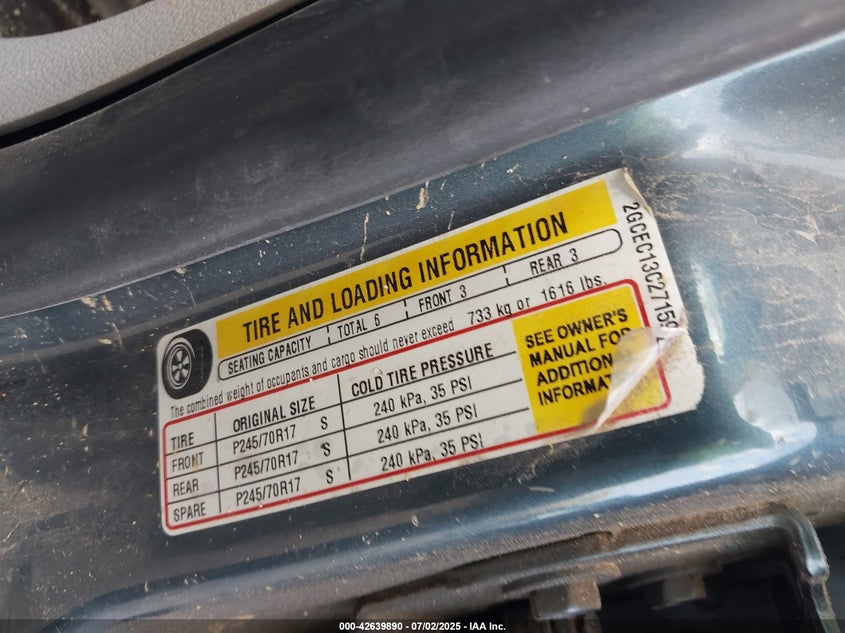 TIRE AND LOADING INFORMATION
SEATING CAPACITY TOTAL 6 FRONT 3 REAR 3
The combined weight of occupants and cargo should never exceed 733 kg or 1616 lbs.
TIRE ORIGINAL SIZE COLD TIRE PRESSURE
FRONT P245/70R17 S 240 kPa, 35 PSI
REAR P245/70R17 S 240 kPa, 35 PSI
SPARE P245/70R17 S 240 kPa, 35 PSI
SEE OWNER'S
MANUAL FOR
ADDITION
INFORMAT
2GCEC13C27159
000-42639890 - 07/02/2025 - IAA Inc.